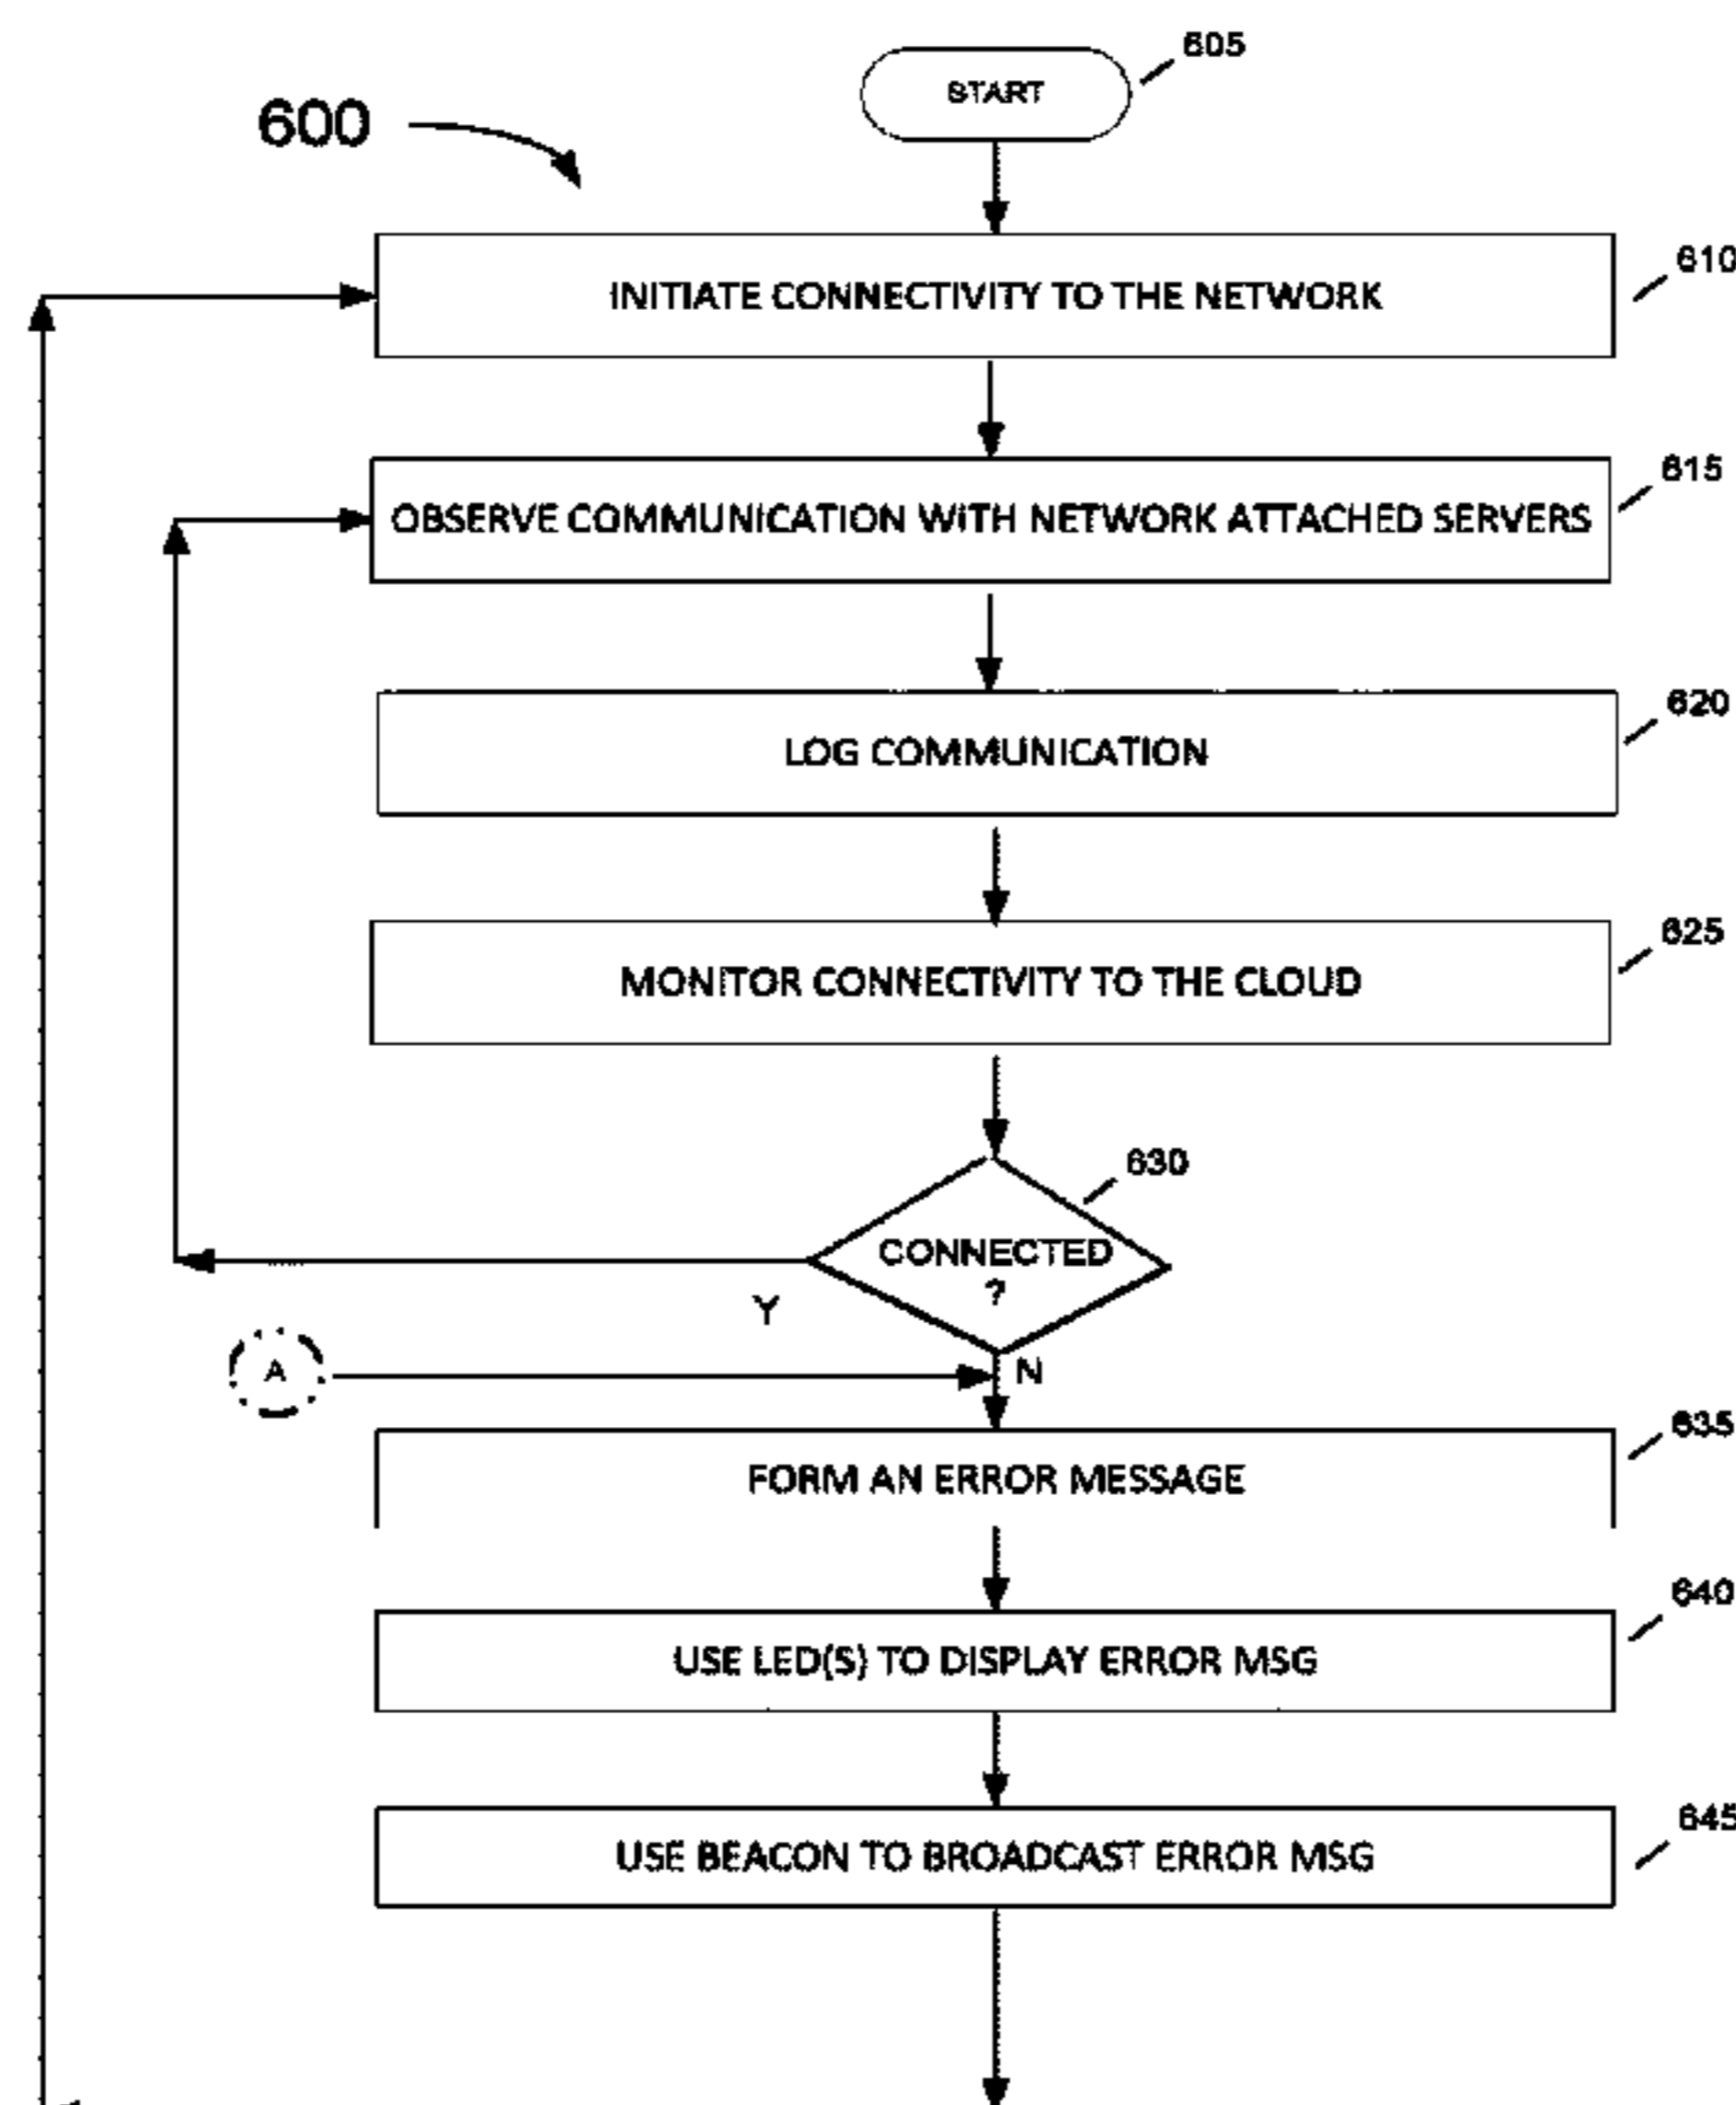 605
START
600
610
INITIATE CONNECTIVITY TO THE NETWORK
615
OBSERVE COMMUNICATION WITH NETWORK ATTACHED SERVERS
620
LOG COMMUNICATION
625
MONITOR CONNECTIVITY TO THE CLOUD
630
CONNECTED
?
Y
A
N
635
FORM AN ERROR MESSAGE
640
USE LED(S) TO DISPLAY ERROR MSG
645
USE BEACON TO BROADCAST ERROR MSG